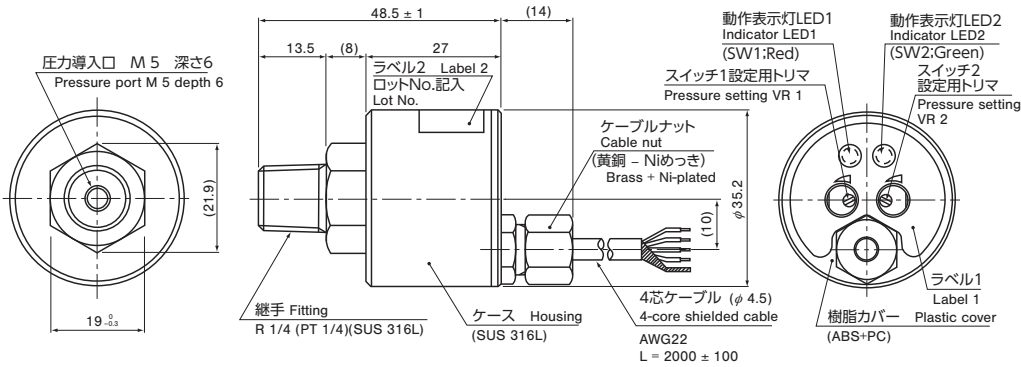 48.5 ± 1
(14)
13.5
(8)
27
圧力導入口 M 5 深さ6
Pressure port M 5 depth 6
ラベル2 Label 2
ロットNo.記入
Lot No.
ケーブルナット
Cable nut
(黄銅 – Niめっき)
Brass + Ni-plated
(21.9)
19 0 -0.3
(10)
φ35.2
継手 Fitting
R 1/4 (PT 1/4)(SUS 316L)
ケース Housing
(SUS 316L)
4芯ケーブル (φ 4.5)
4-core shielded cable
AWG22
L = 2000 ± 100
動作表示灯LED1
Indicator LED1
(SW1;Red)
動作表示灯LED2
Indicator LED2
(SW2;Green)
スイッチ1設定用トリマ
Pressure setting VR 1
スイッチ2
設定用トリマ
Pressure setting
VR 2
ラベル1
Label 1
樹脂カバー Plastic cover
(ABS+PC)